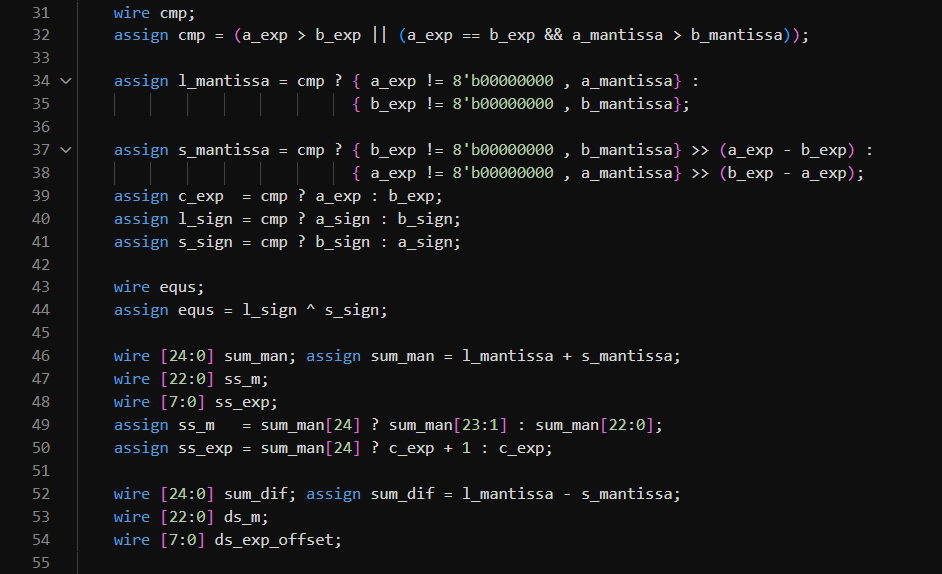 31 wire cmp;
32 assign cmp = (a_exp > b_exp || (a_exp == b_exp && a_mantissa > b_mantissa));
33
34 assign l_mantissa = cmp ? { a_exp != 8'b00000000 , a_mantissa} :
35 { b_exp != 8'b00000000 , b_mantissa};
36
37 assign s_mantissa = cmp ? { b_exp != 8'b00000000 , b_mantissa} >> (a_exp - b_exp) :
38 { a_exp != 8'b00000000 , a_mantissa} >> (b_exp - a_exp);
39 assign c_exp  = cmp ? a_exp : b_exp;
40 assign l_sign = cmp ? a_sign : b_sign;
41 assign s_sign = cmp ? b_sign : a_sign;
42
43 wire equs;
44 assign equs = l_sign ^ s_sign;
45
46 wire [24:0] sum_man; assign sum_man = l_mantissa + s_mantissa;
47 wire [22:0] ss_m;
48 wire [7:0] ss_exp;
49 assign ss_m   = sum_man[24] ? sum_man[23:1] : sum_man[22:0];
50 assign ss_exp = sum_man[24] ? c_exp + 1 : c_exp;
51
52 wire [24:0] sum_dif; assign sum_dif = l_mantissa - s_mantissa;
53 wire [22:0] ds_m;
54 wire [7:0] ds_exp_offset;
55